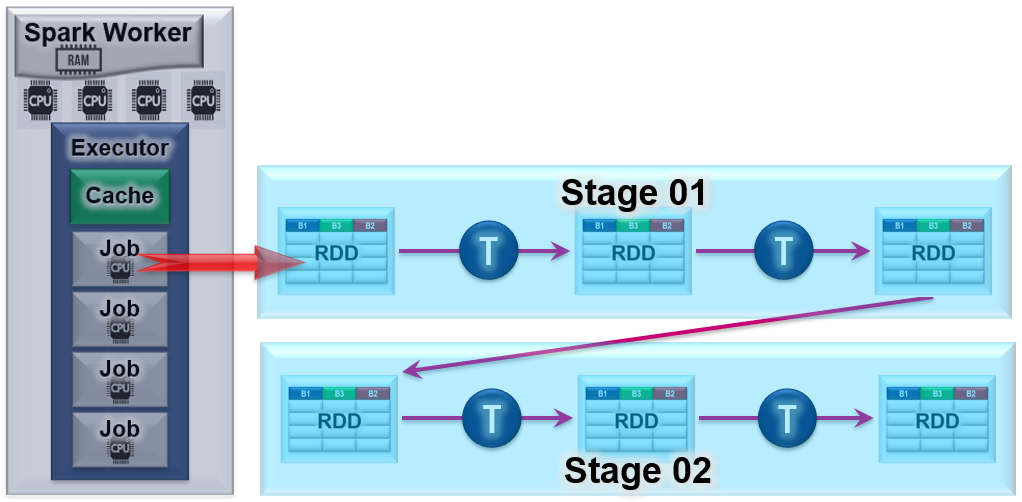 Spark Worker
RAM
CPU CPU CPU CPU
Executor
Cache
Job
CPU
Job
CPU
Job
CPU
Job
CPU
Stage 01
B1 B3 B2 B1 B3 B2 B1 B3 B2
RDD T RDD T RDD
B1 B3 B2 B1 B3 B2 B1 B3 B2
RDD T RDD T RDD
Stage 02